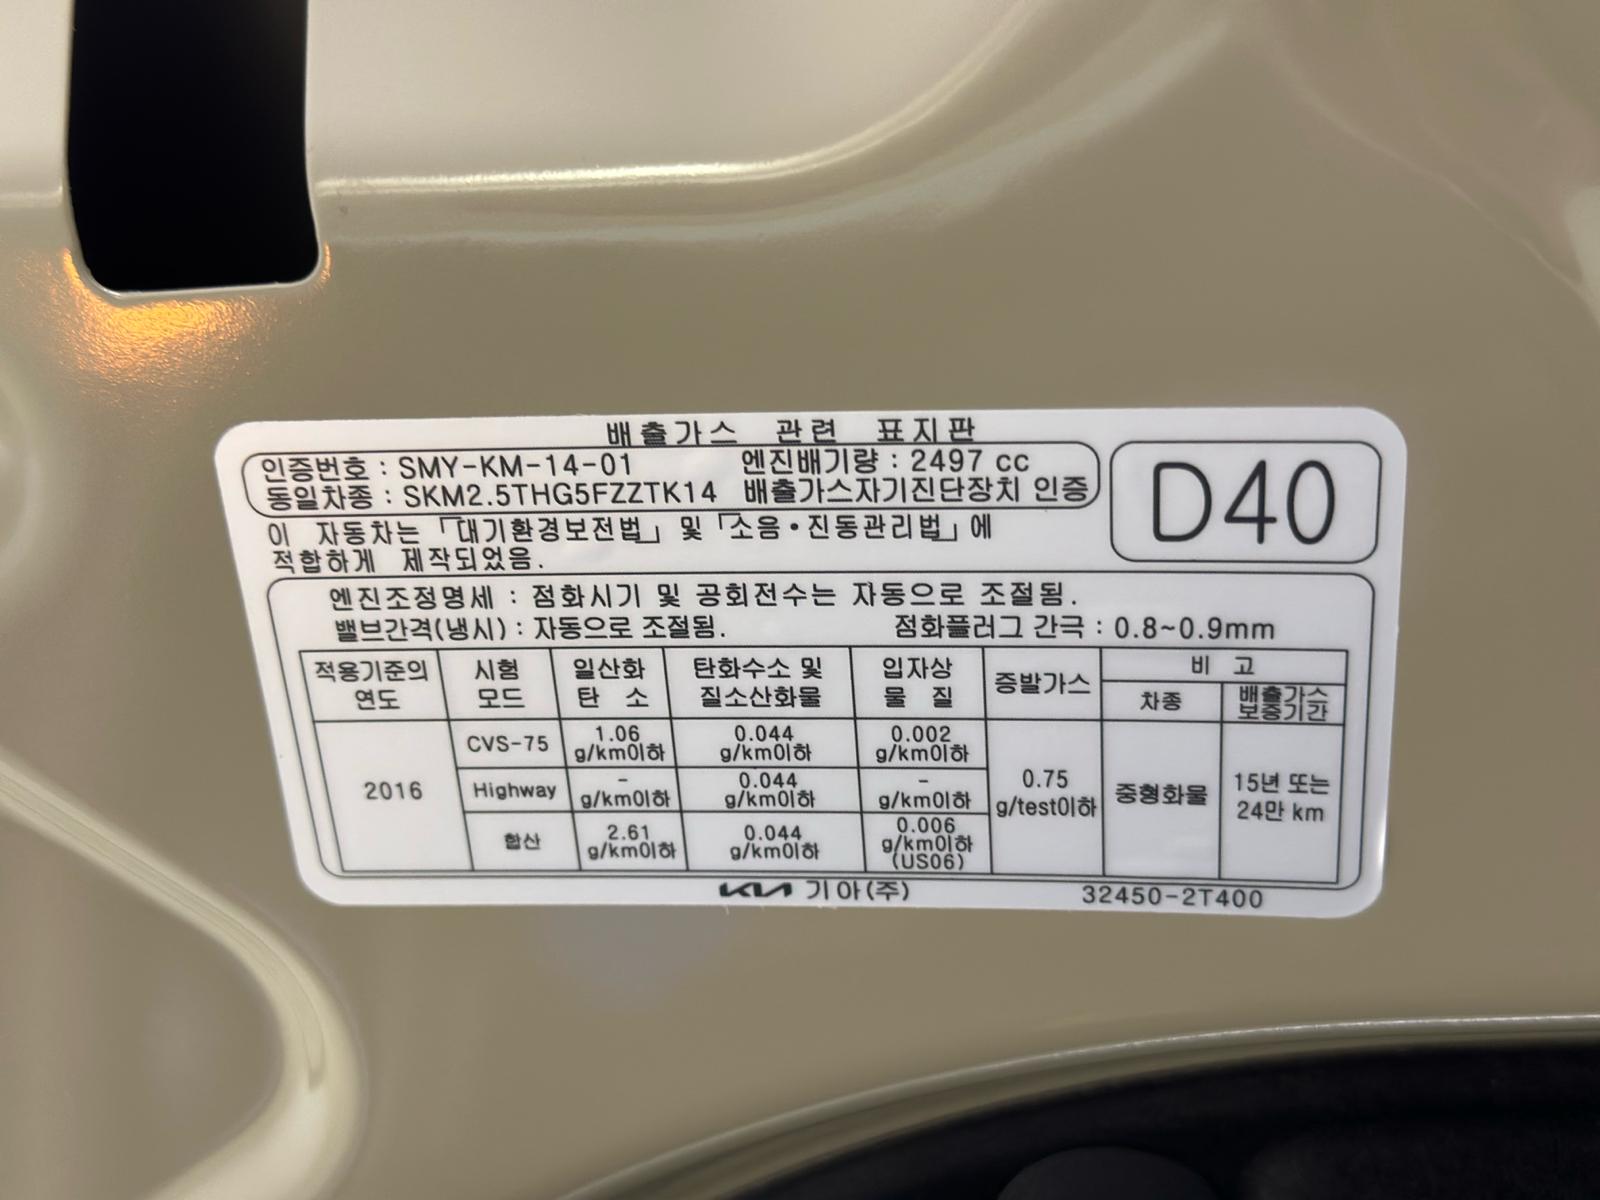 배출가스 관련 표지판
인증번호 : SMY-KM-14-01 엔진배기량 : 2497 cc
동일차종 : SKM2.5THG5FZZTK14 배출가스자기진단장치 인증
D40
이 자동차는 「대기환경보전법」 및 「소음•진동관리법」에
적합하게 제작되었음.
엔진조정명세 : 점화시기 및 공회전수는 자동으로 조절됨.
밸브간격(냉시) : 자동으로 조절됨. 점화플러그 간극 : 0.8~0.9mm
적용기준의 연도 시험 모드 일산화 탄 소 탄화수소 및 질소산화물 입자상 물 질 증발가스 비 고
차종 배출가스 보증기간
2016 CVS-75 1.06 g/km이하 0.044 g/km이하 0.002 g/km이하 0.75 g/test이하 중형화물 15년 또는 24만 km
Highway - g/km이하 0.044 g/km이하 - g/km이하
합산 2.61 g/km이하 0.044 g/km이하 0.006 g/km이하 (US06)
KIA 기아(주) 32450-2T400